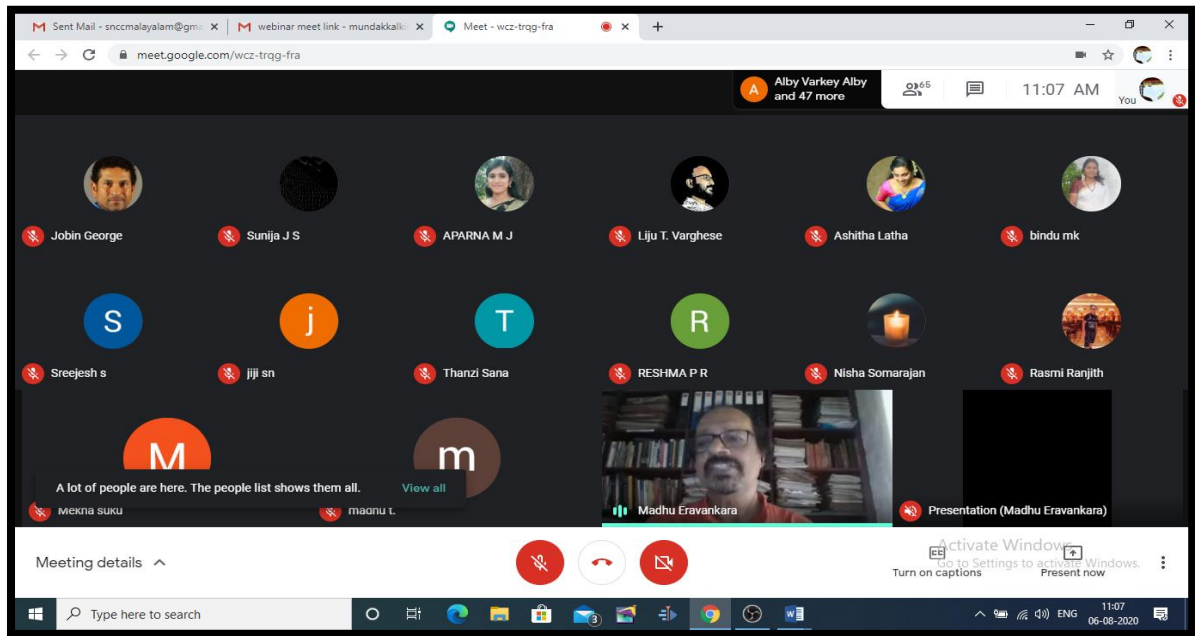 Sent Mail - snccmalayalam@gma
webinar meet link - mundakkalki
Meet - wcz-trqg-fra
meet.google.com/wcz-trqg-fra
A
Alby Varkey Alby
and 47 more
65
11:07 AM
You
Jobin George
Sunija J S
APARNA M J
Liju T. Varghese
Ashitha Latha
bindu mk
S
j
T
R
Sreejesh s
jiji sn
Thanzi Sana
RESHMA P R
Nisha Somarajan
Rasmi Ranjith
M
m
A lot of people are here. The people list shows them all.
View all
Mekha suku
madhu t.
Madhu Eravankara
Presentation (Madhu Eravankara)
Meeting details
Activate Windows
Go to Settings to activate Windows.
Turn on captions
Present now
Type here to search
3
ENG
11:07
06-08-2020